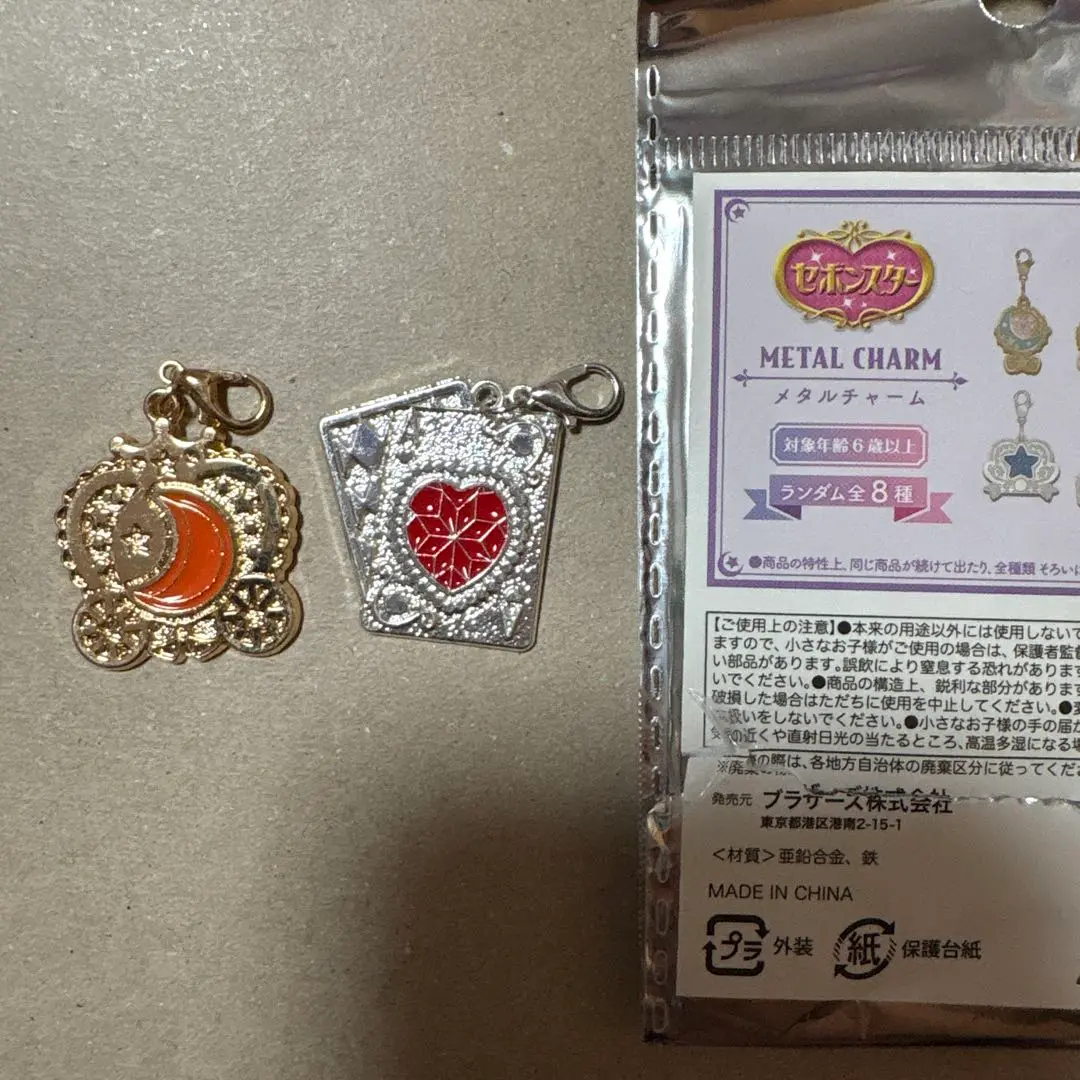 セボンスター
METAL CHARM
メタルチャーム
対象年齢6歳以上
ランダム全8種
●商品の特性上、同じ商品が続けて出たり、全種類そろいに
【ご使用上の注意】●本来の用途以外には使用しないで
ますので、小さなお子様がご使用の場合は、保護者監督
い部品があります。誤飲により窒息する恐れがあります
いでください。●商品の構造上、鋭利な部分があります
破損した場合はただちに使用を中止してください。●
扱いをしないでください。●小さなお子様の手の届か
の近くや直射日光の当たるところ、高温多湿になる場
の際は、各地方自治体の廃棄区分に従ってくださ
発売元 ブラザーズ株式会社
東京都港区港南2-15-1
＜材質＞亜鉛合金、鉄
MADE IN CHINA
プラ 外装 紙 保護台紙
A